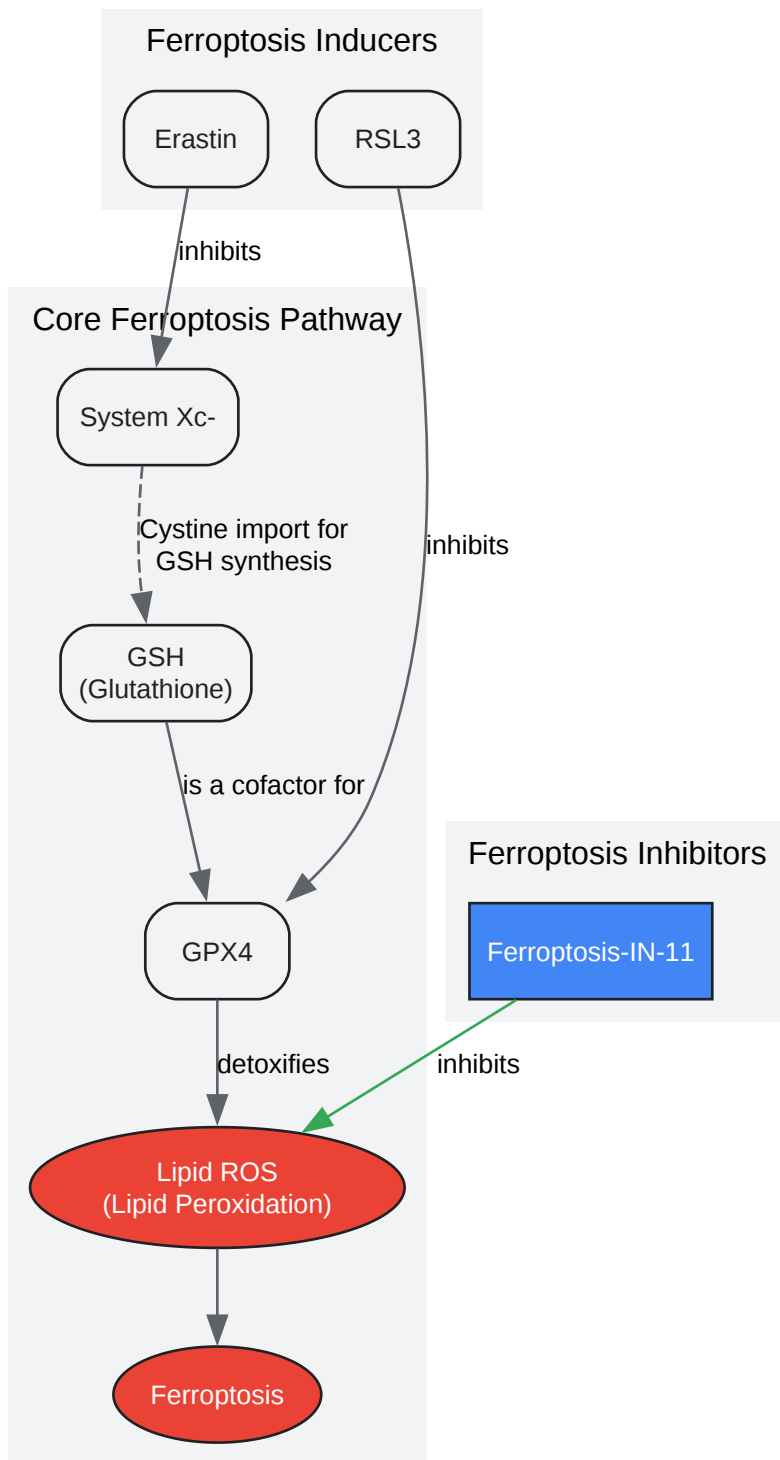 Ferroptosis Inducers
Erastin
RSL3
inhibits
Core Ferroptosis Pathway
System Xc-
Cystine import for
GSH synthesis
inhibits
GSH
(Glutathione)
is a cofactor for
Ferroptosis Inhibitors
GPX4
Ferroptosis-IN-11
detoxifies
inhibits
Lipid ROS
(Lipid Peroxidation)
Ferroptosis